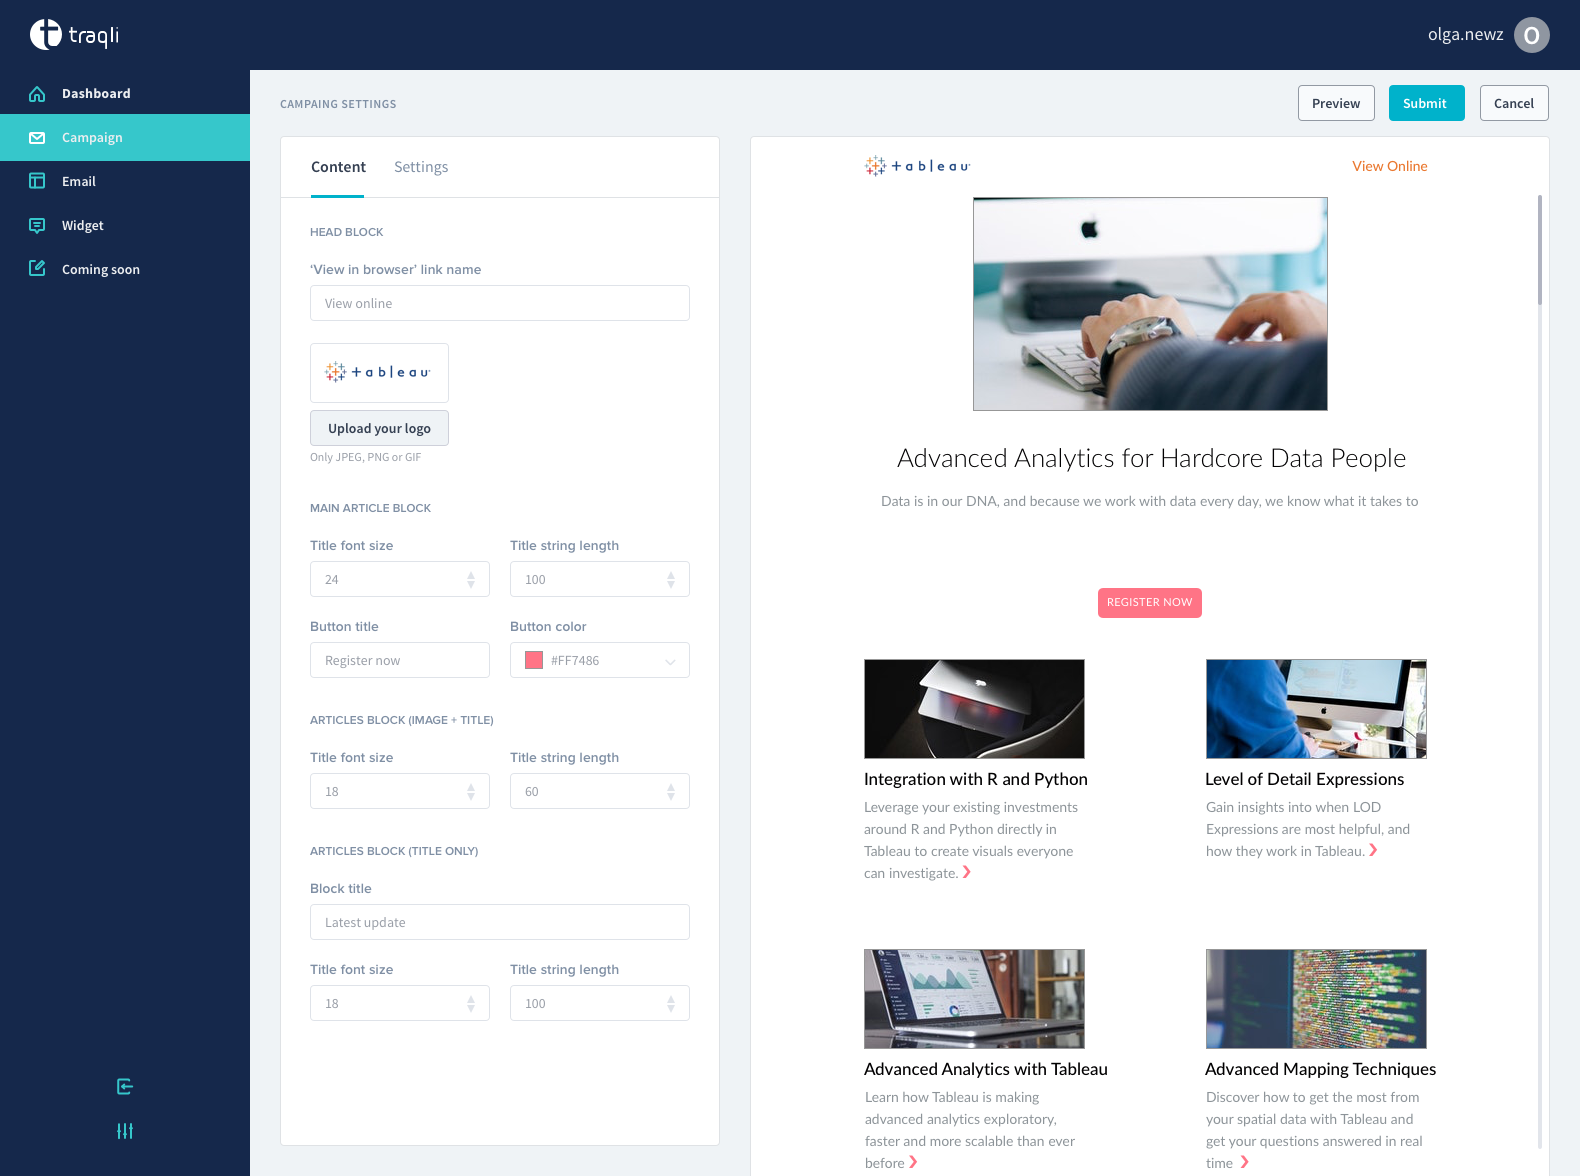 traqli
olga.newz
O
Dashboard
Campaign
Email
Widget
Coming soon
CAMPAING SETTINGS
Preview
Submit
Cancel
Content
Settings
HEAD BLOCK
‘View in browser’ link name
View online
+ableau
Upload your logo
Only JPEG, PNG or GIF
MAIN ARTICLE BLOCK
Title font size
Title string length
24
100
Button title
Button color
Register now
#FF7486
ARTICLES BLOCK (IMAGE + TITLE)
Title font size
Title string length
18
60
ARTICLES BLOCK (TITLE ONLY)
Block title
Latest update
Title font size
Title string length
18
100
+ableau
View Online
Advanced Analytics for Hardcore Data People
Data is in our DNA, and because we work with data every day, we know what it takes to
REGISTER NOW
Integration with R and Python
Leverage your existing investments
around R and Python directly in
Tableau to create visuals everyone
can investigate. ❯
Level of Detail Expressions
Gain insights into when LOD
Expressions are most helpful, and
how they work in Tableau. ❯
Advanced Analytics with Tableau
Learn how Tableau is making
advanced analytics exploratory,
faster and more scalable than ever
before ❯
Advanced Mapping Techniques
Discover how to get the most from
your spatial data with Tableau and
get your questions answered in real
time ❯